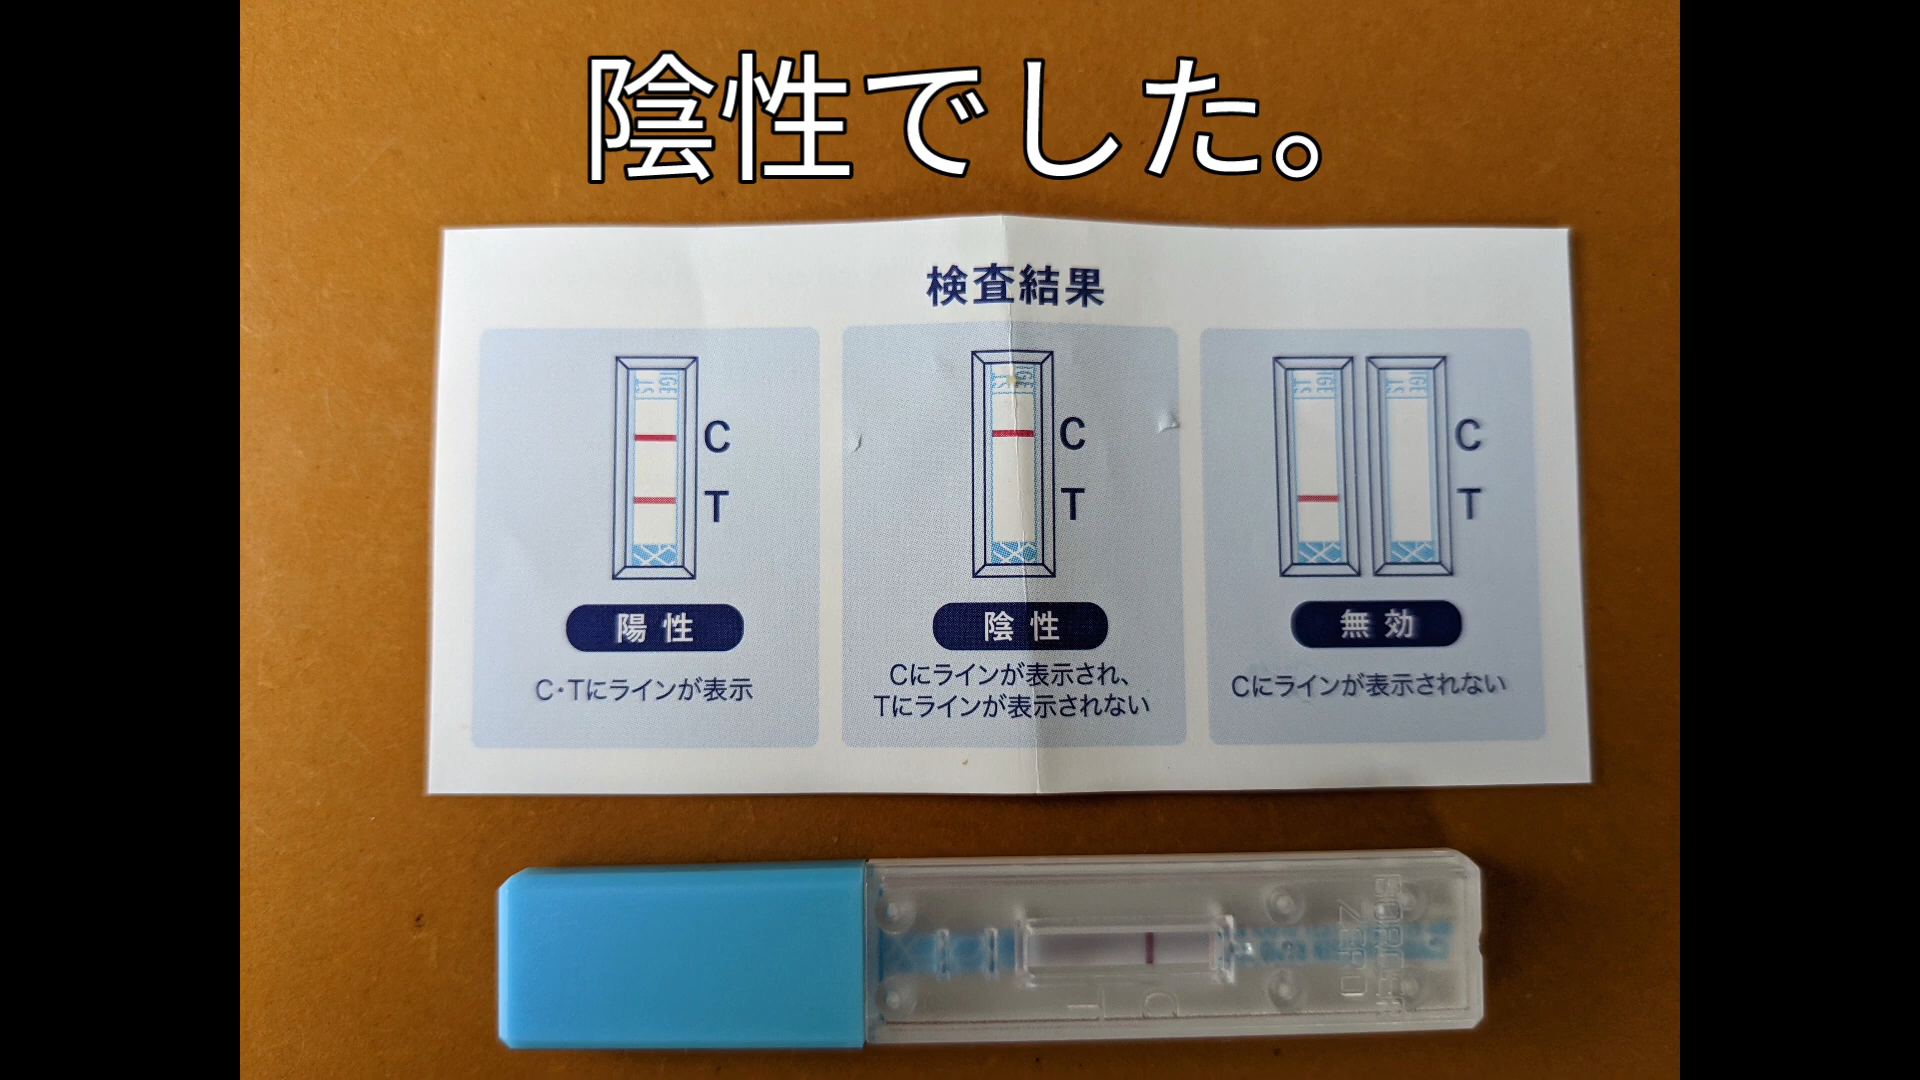 陰性でした。
検査結果
C
T
陽性
C・Tにラインが表示
C
T
陰性
Cにラインが表示され、
Tにラインが表示されない
C
T
無効
Cにラインが表示されない
T C